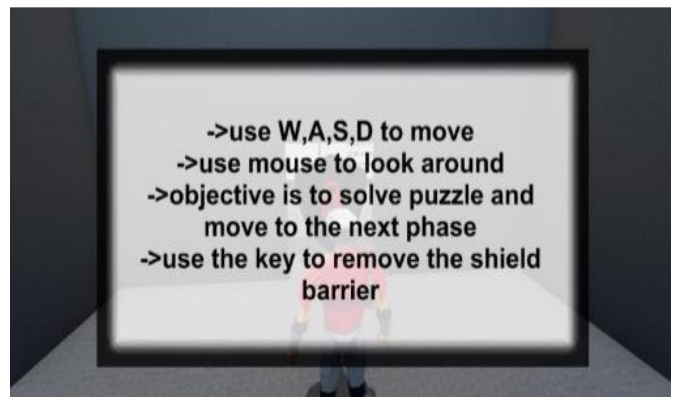 ->use W,A,S,D to move
->use mouse to look around
->objective is to solve puzzle and
move to the next phase
->use the key to remove the shield
barrier